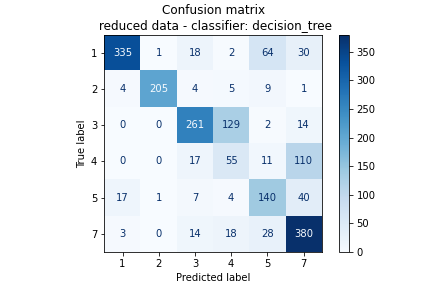 Confusion matrix
reduced data - classifier: decision_tree
1 335 1 18 2 64 30
2 4 205 4 5 9 1
3 0 0 261 129 2 14
4 0 0 17 55 11 110
5 17 1 7 4 140 40
7 3 0 14 18 28 380
1 2 3 4 5 7
True label
Predicted label
350
300
250
200
150
100
50
0